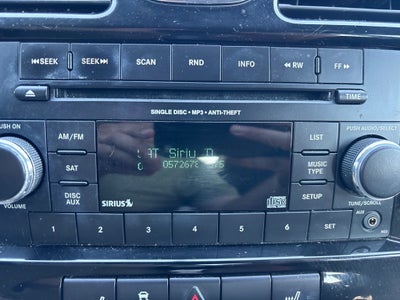 SEEK
SEEK
SCAN
RND
INFO
RW
FF
SINGLE DISC • MP3 • ANTI-THEFT
TIME
PUSH ON
AM/FM
SAT
DISC
AUX
VOLUME
Siriu
SIRIUS
LIST
MUSIC
TYPE
SETUP
PUSH AUDIO/SELECT
TUNE/SCROLL
AUX
1
2
3
4
5
6
SET